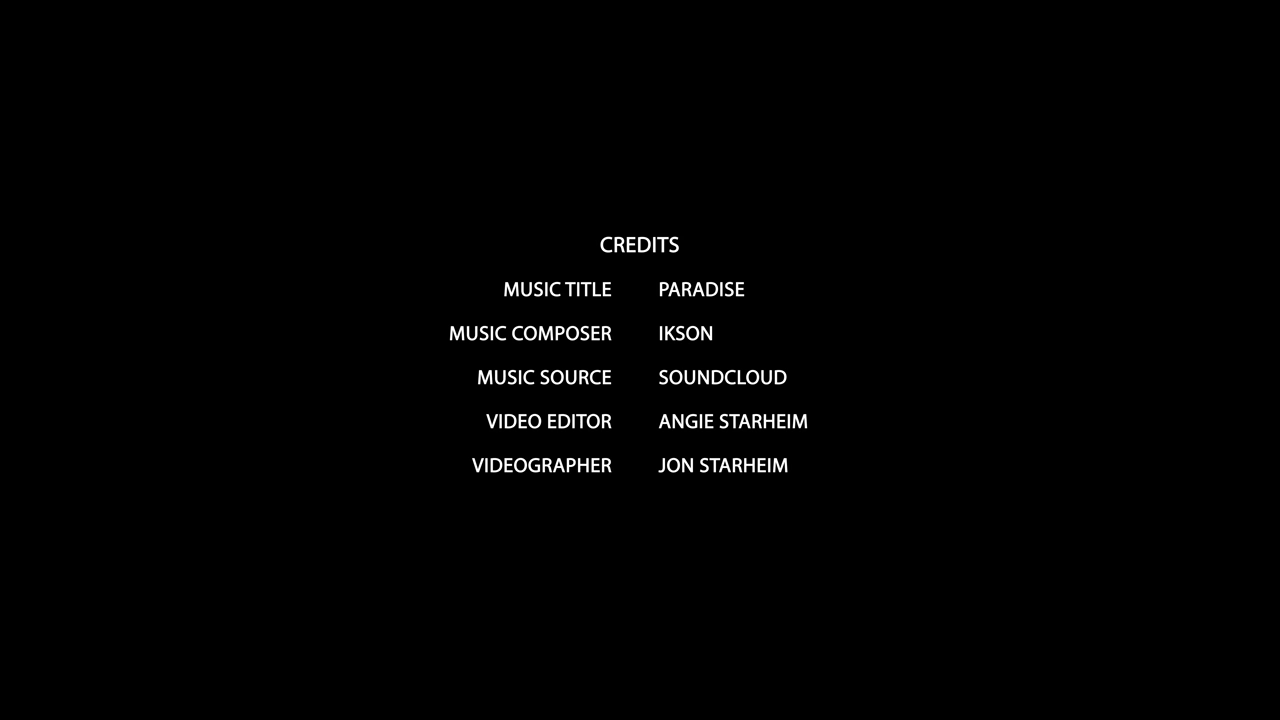 CREDITS
MUSIC TITLE PARADISE
MUSIC COMPOSER IKSON
MUSIC SOURCE SOUNDCLOUD
VIDEO EDITOR ANGIE STARHEIM
VIDEOGRAPHER JON STARHEIM